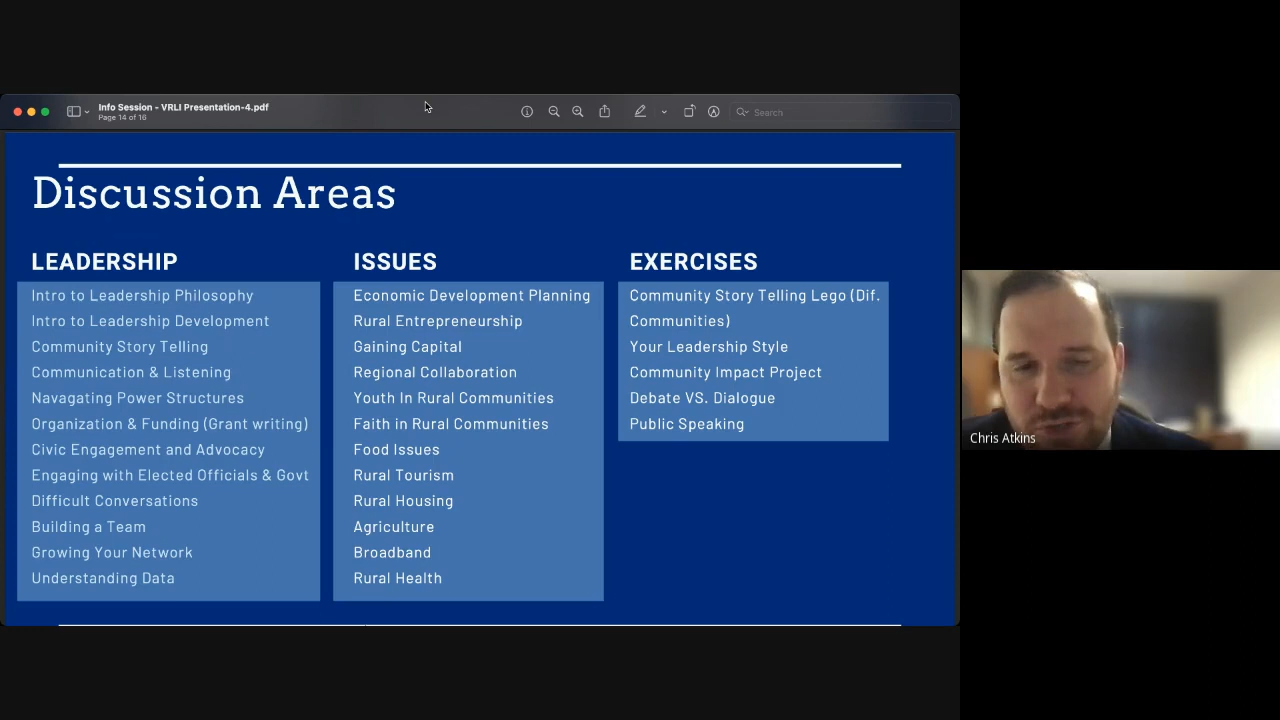 Info Session - VRLI Presentation-4.pdf
Page 14 of 16
Search
Discussion Areas
LEADERSHIP
Intro to Leadership Philosophy
Intro to Leadership Development
Community Story Telling
Communication & Listening
Navagating Power Structures
Organization & Funding (Grant writing)
Civic Engagement and Advocacy
Engaging with Elected Officials & Govt
Difficult Conversations
Building a Team
Growing Your Network
Understanding Data
ISSUES
Economic Development Planning
Rural Entrepreneurship
Gaining Capital
Regional Collaboration
Youth In Rural Communities
Faith in Rural Communities
Food Issues
Rural Tourism
Rural Housing
Agriculture
Broadband
Rural Health
EXERCISES
Community Story Telling Lego (Dif.
Communities)
Your Leadership Style
Community Impact Project
Debate VS. Dialogue
Public Speaking
Chris Atkins